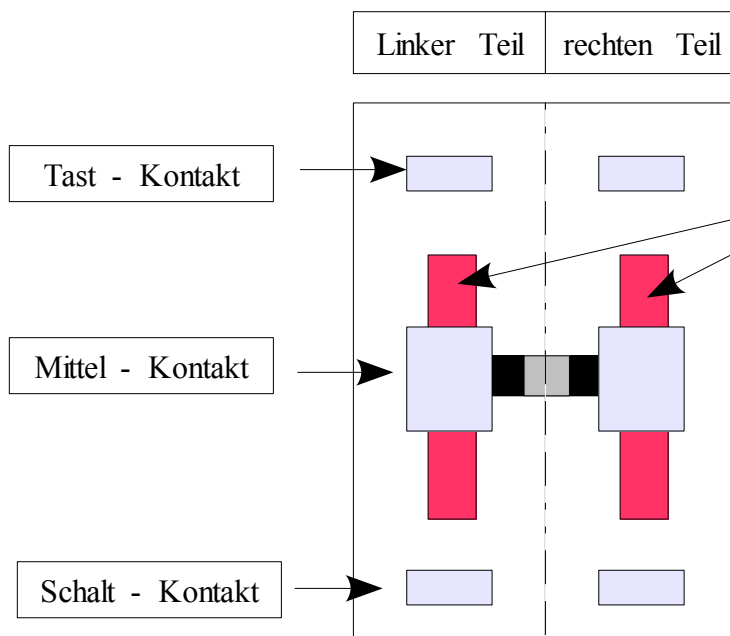 Linker Teil
rechten Teil
Tast - Kontakt
Mittel - Kontakt
Schalt - Kontakt